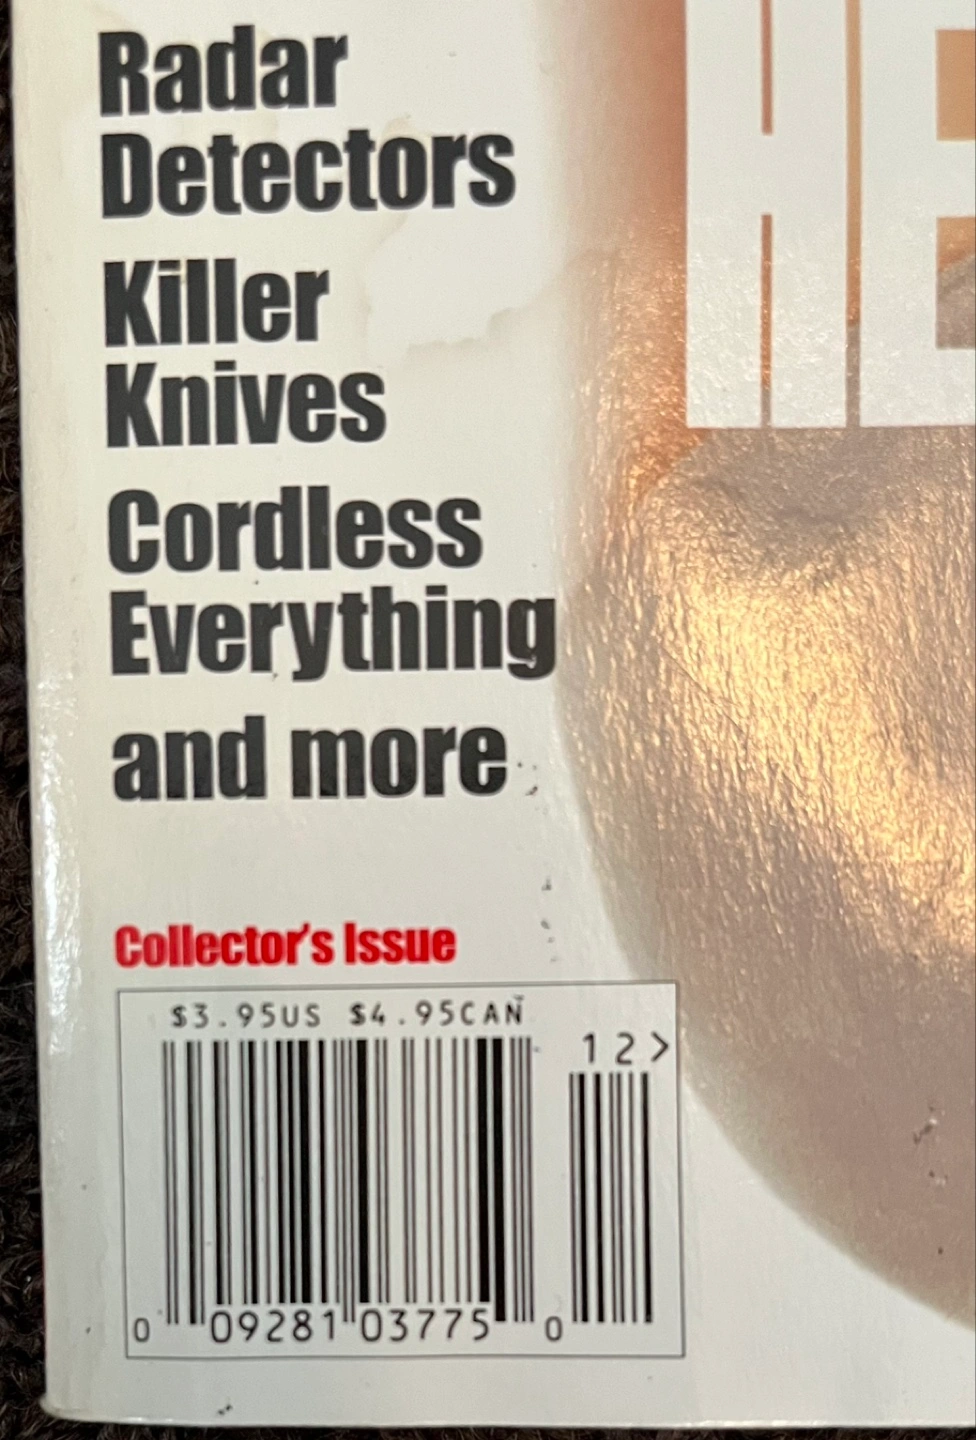 Radar
Detectors
Killer
Knives
Cordless
Everything
and more
HE
Collector's Issue
$3.95US $4.95CAN
12>
0 09281 03775 0